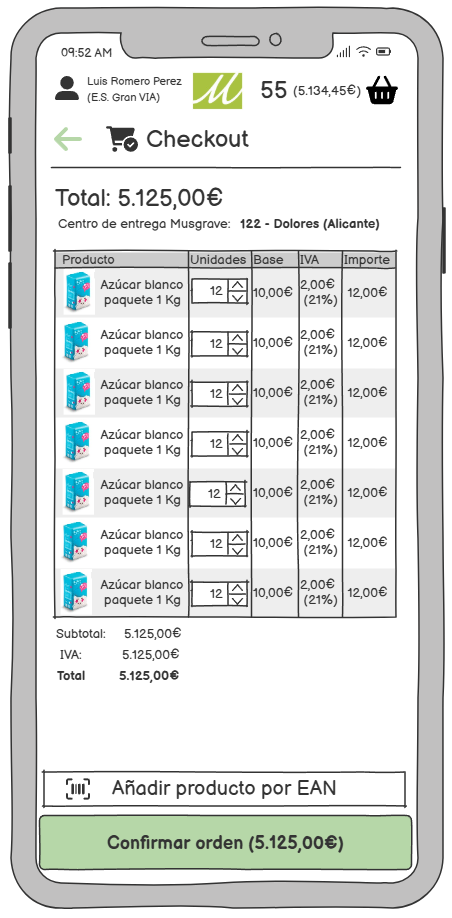 09:52 AM
Luis Romero Perez
(E.S. Gran VIA)
M
55 (5.134,45€)
Checkout
Total: 5.125,00€
Centro de entrega Musgrave: 122 - Dolores (Alicante)
Producto Unidades Base IVA Importe
Azúcar blanco
paquete 1 Kg
12 10,00€ 2,00€
(21%) 12,00€
Azúcar blanco
paquete 1 Kg
12 10,00€ 2,00€
(21%) 12,00€
Azúcar blanco
paquete 1 Kg
12 10,00€ 2,00€
(21%) 12,00€
Azúcar blanco
paquete 1 Kg
12 10,00€ 2,00€
(21%) 12,00€
Azúcar blanco
paquete 1 Kg
12 10,00€ 2,00€
(21%) 12,00€
Azúcar blanco
paquete 1 Kg
12 10,00€ 2,00€
(21%) 12,00€
Azúcar blanco
paquete 1 Kg
12 10,00€ 2,00€
(21%) 12,00€
Subtotal: 5.125,00€
IVA: 5.125,00€
Total 5.125,00€
Añadir producto por EAN
Confirmar orden (5.125,00€)